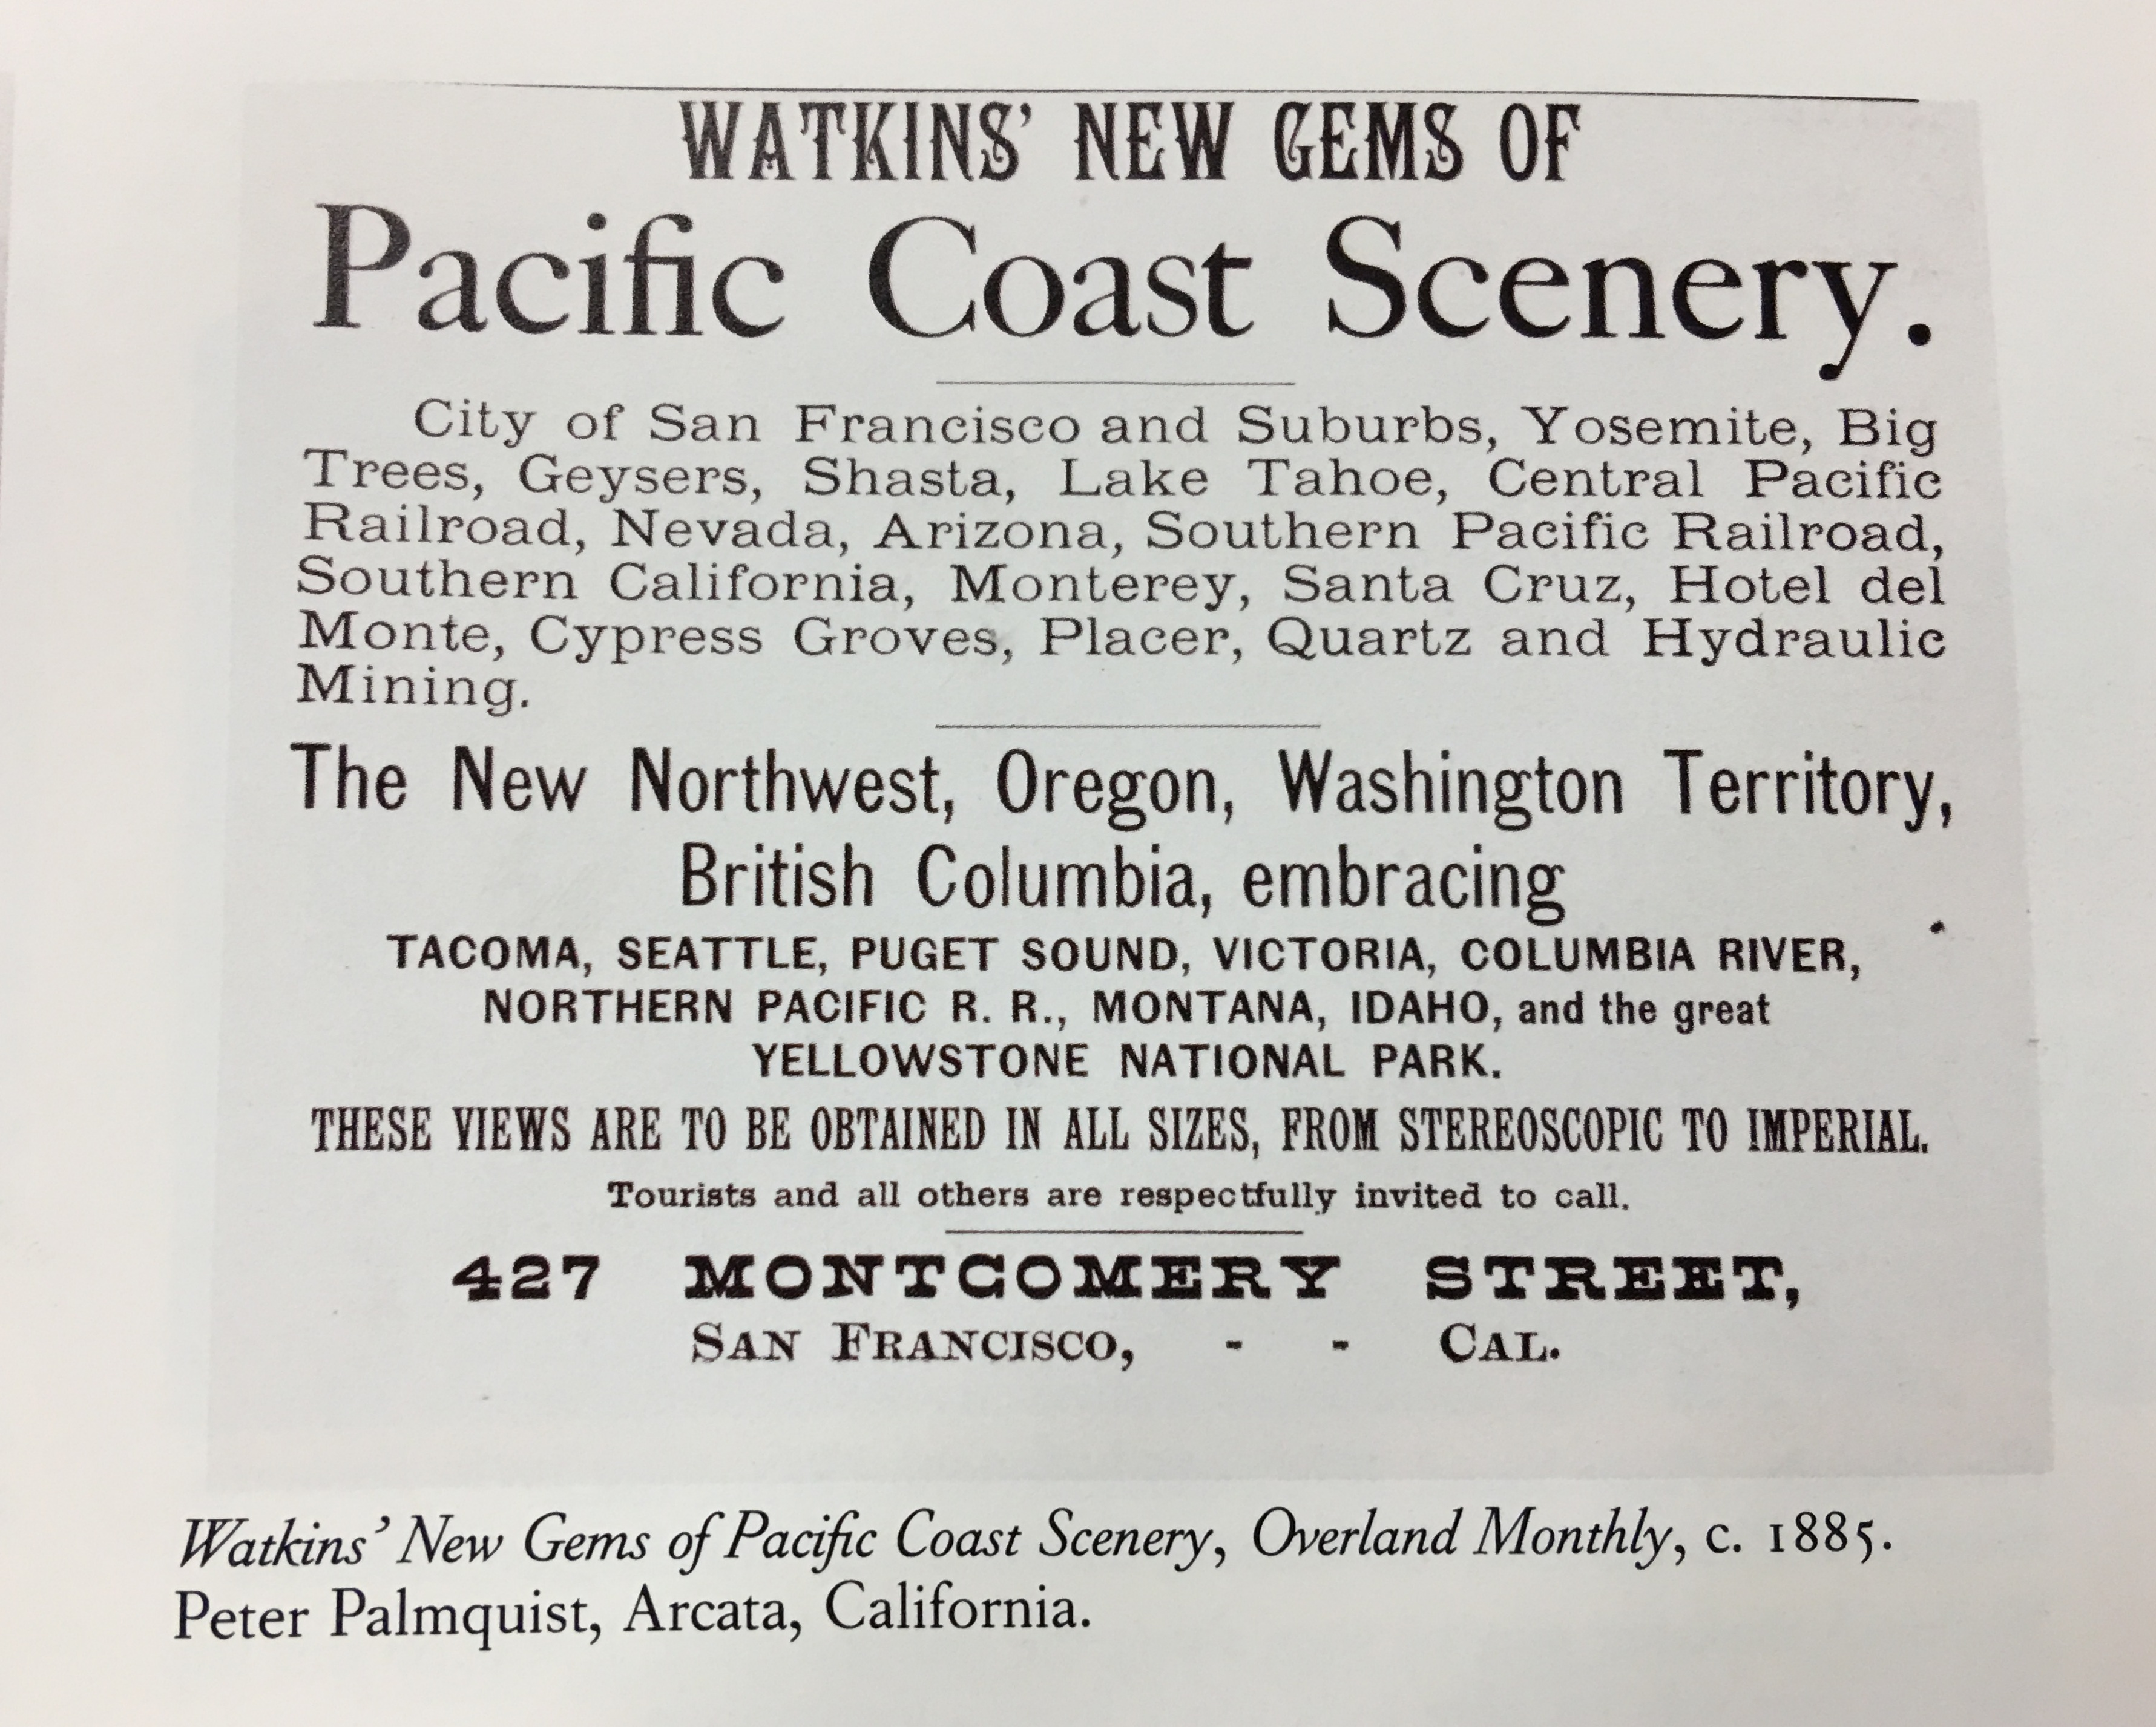 WATKINS' NEW GEMS OF
Pacific Coast Scenery.
City of San Francisco and Suburbs, Yosemite, Big
Trees, Geysers, Shasta, Lake Tahoe, Central Pacific
Railroad, Nevada, Arizona, Southern Pacific Railroad,
Southern California, Monterey, Santa Cruz, Hotel del
Monte, Cypress Groves, Placer, Quartz and Hydraulic
Mining.
The New Northwest, Oregon, Washington Territory,
British Columbia, embracing
TACOMA, SEATTLE, PUGET SOUND, VICTORIA, COLUMBIA RIVER,
NORTHERN PACIFIC R. R., MONTANA, IDAHO, and the great
YELLOWSTONE NATIONAL PARK.
THESE VIEWS ARE TO BE OBTAINED IN ALL SIZES, FROM STEREOSCOPIC TO IMPERIAL.
Tourists and all others are respectfully invited to call.
427 MONTGOMERY STREET,
SAN FRANCISCO, - - CAL.
Watkins' New Gems of Pacific Coast Scenery, Overland Monthly, c. 1885.
Peter Palmquist, Arcata, California.